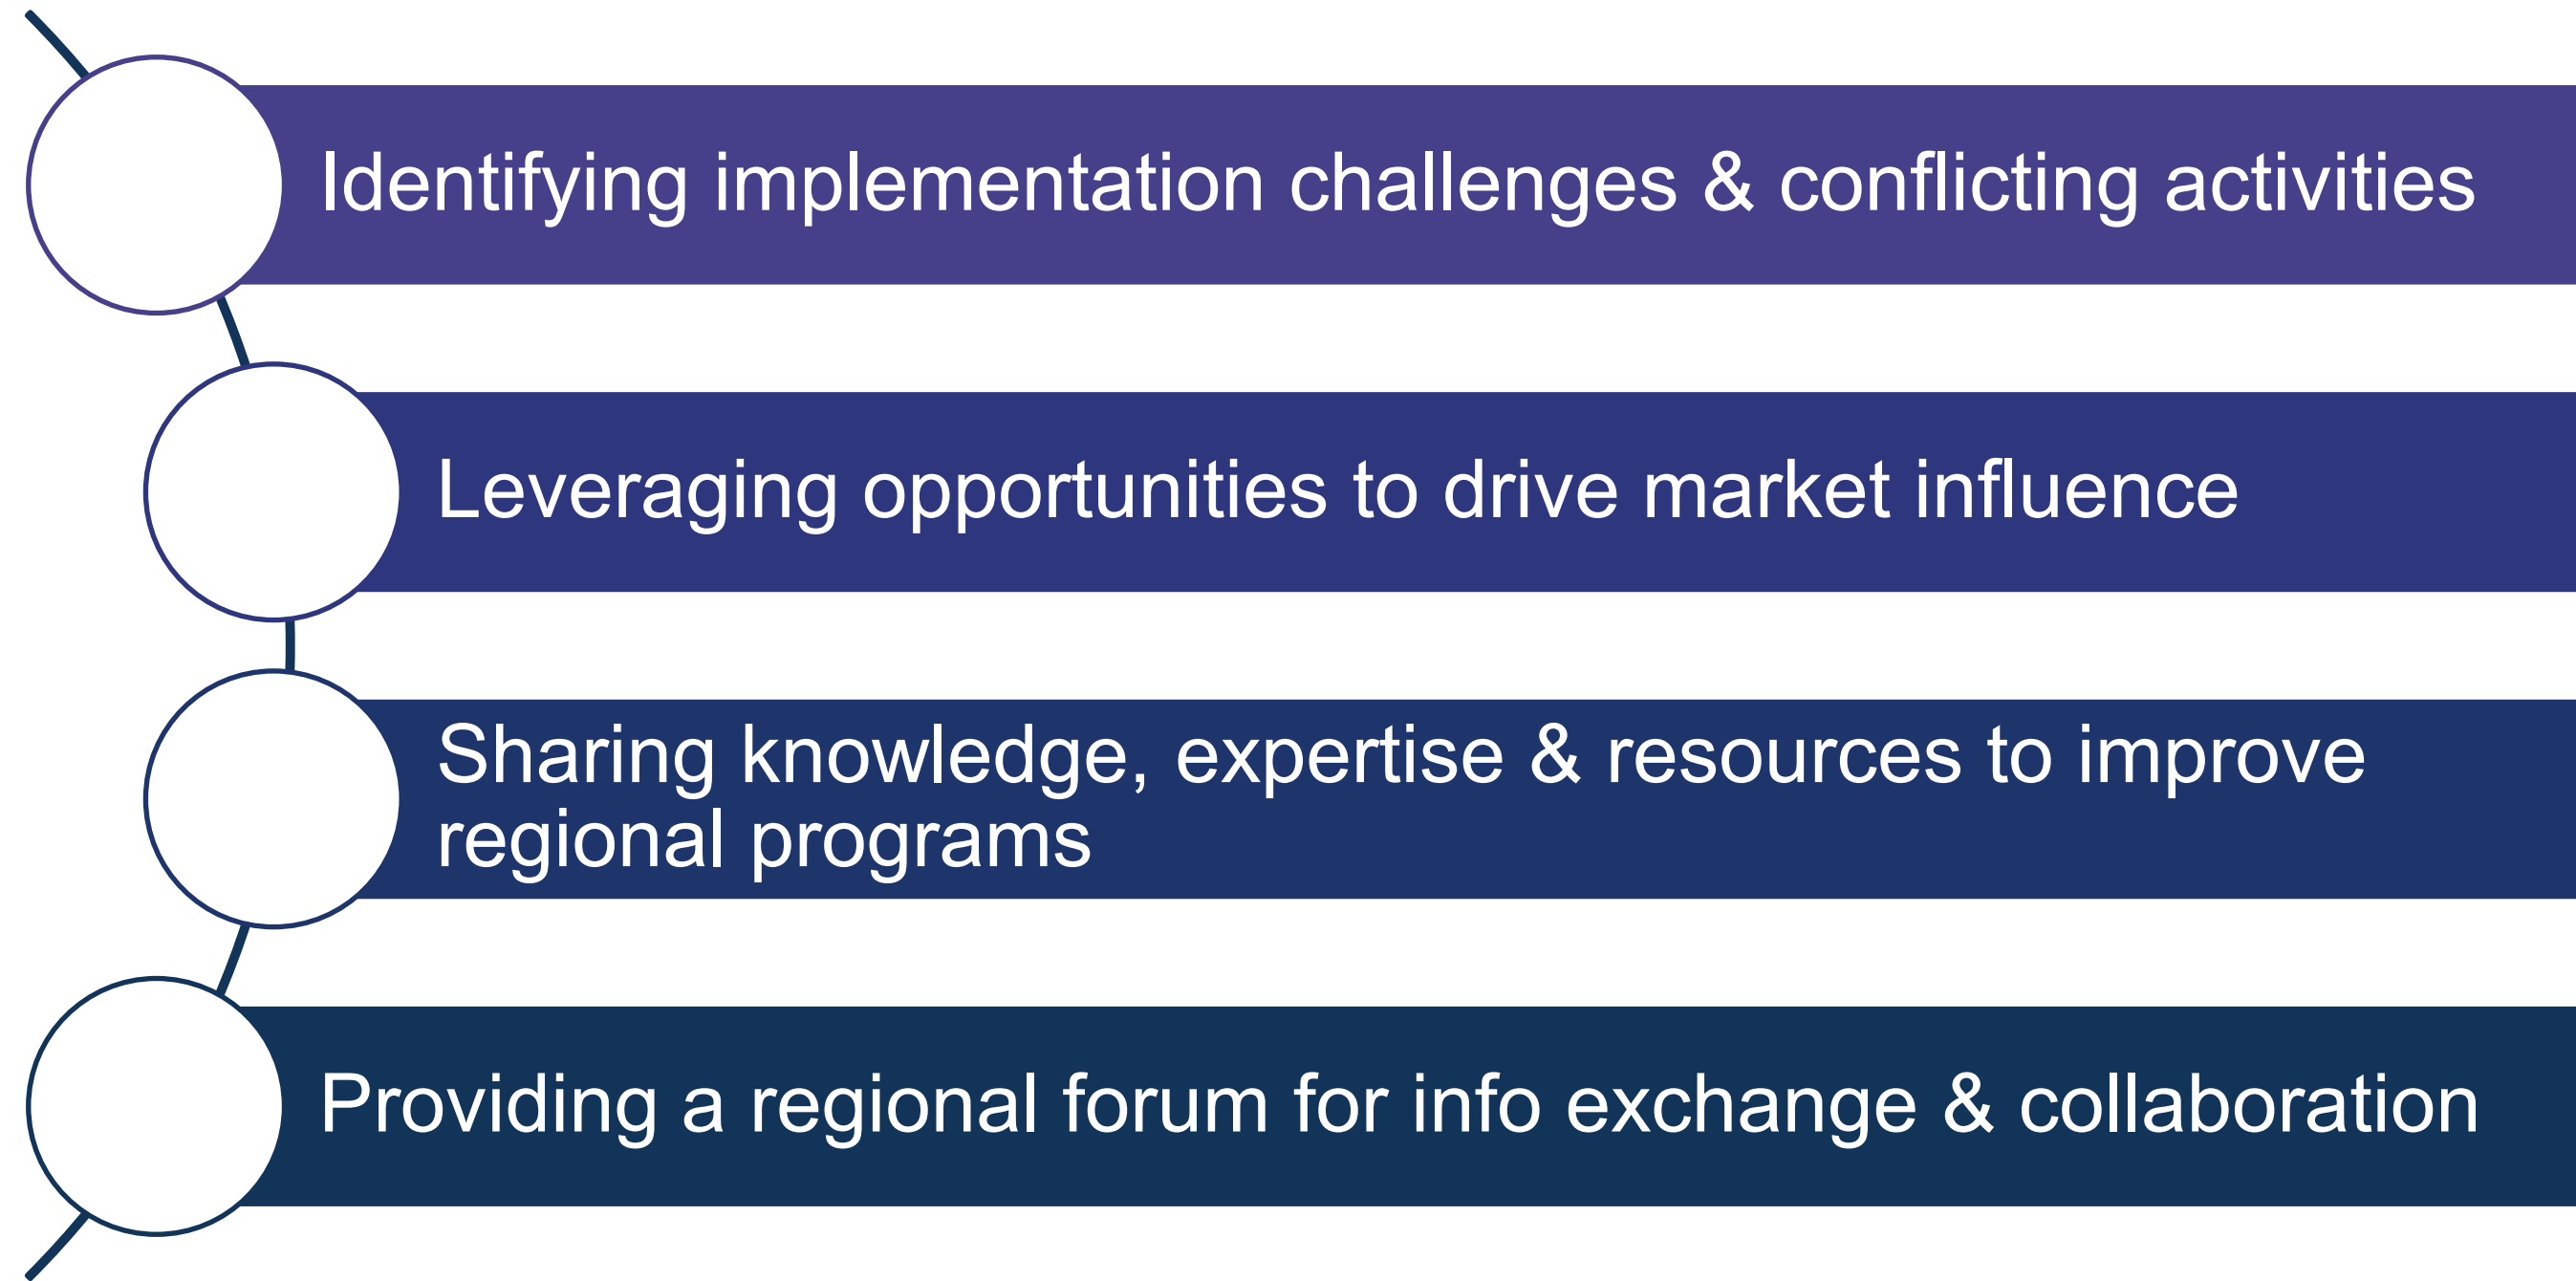 Identifying implementation challenges & conflicting activities
Leveraging opportunities to drive market influence
Sharing knowledge, expertise & resources to improve
regional programs
Providing a regional forum for info exchange & collaboration